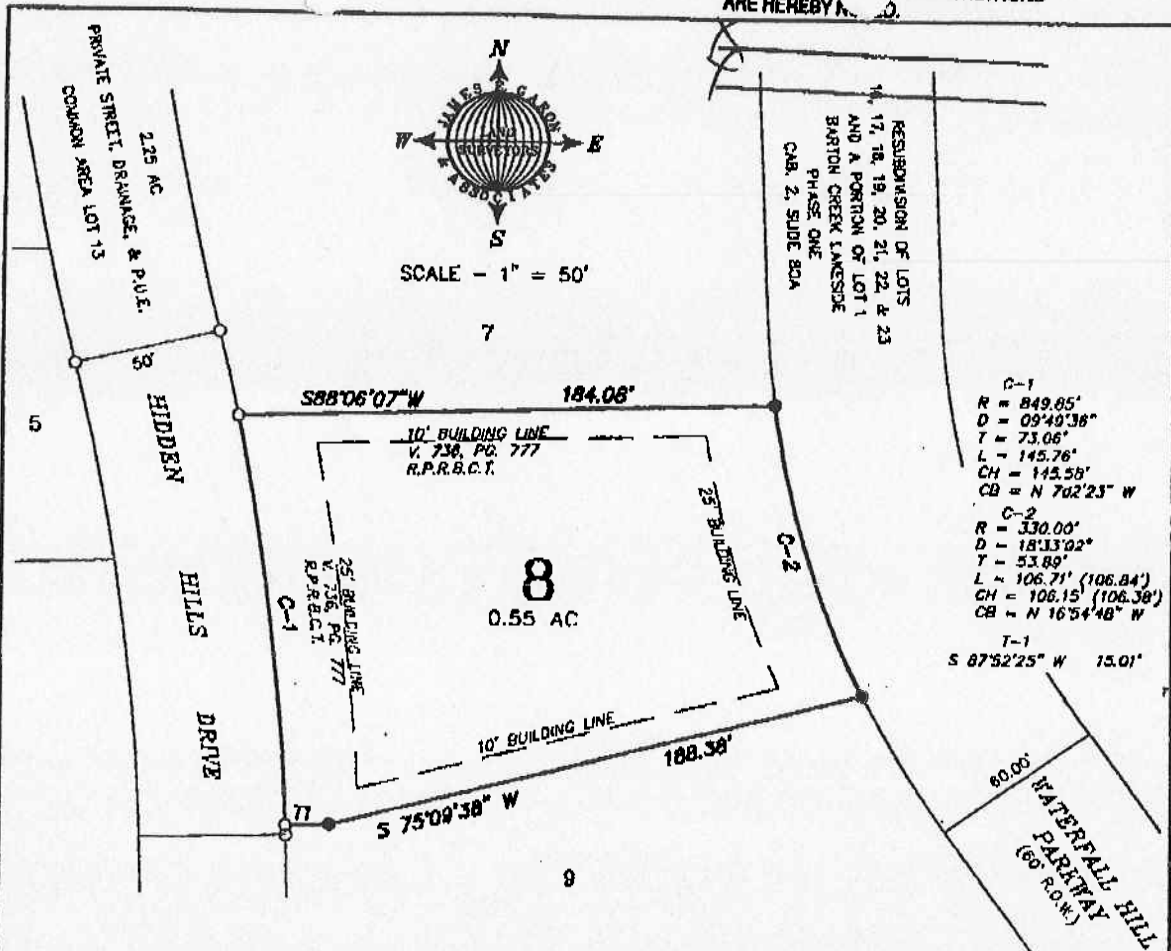 ARE HEREBY
PRIVATE STREET, DRAINAGE, & P.U.E.
COMMON AREA LOT 13
2.25 AC
N
W
E
S
JAMES E GARON
& ASSOCIATES
AND
SURVEYORS
SCALE - 1" = 50'
RESUBDIVISION OF LOTS
16, 17, 18, 19, 20, 21, 22, & 23
AND A PORTION OF LOT 1
BARTON CREEK LAKESIDE
PHASE ONE
CAB. 2, SLIDE 80A
7
50'
5
S88°06'07"W 184.08'
10' BUILDING LINE
V. 736, PG. 777
R.P.R.B.C.T.
25' BUILDING LINE
C-2
C-1
R = 849.85'
D = 09°49'36"
T = 73.06'
L = 145.76'
CH = 145.58'
CB = N 7°02'23" W
C-2
R = 330.00'
D = 18°33'02"
T = 53.89'
L = 106.71' (106.84')
CH = 106.15' (106.38')
CB = N 16°54'48" W
T-1
S 87°52'25" W 15.01'
HIDDEN
HILLS
DRIVE
C-1
25' BUILDING LINE
V. 736, PG. 777
R.P.R.B.C.T.
8
0.55 AC
10' BUILDING LINE
188.38'
S 75°09'38" W
9
60.00'
WATERFALL HILL
PARKWAY
(60' R.O.W.)